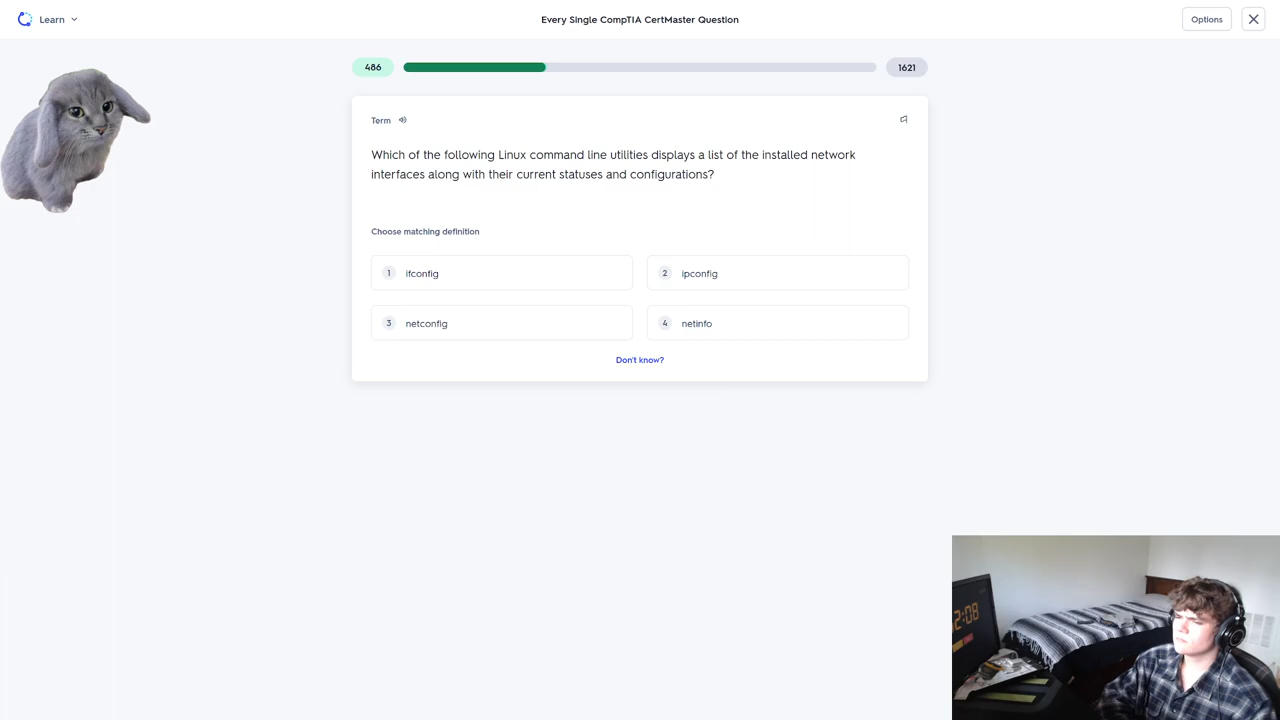 Learn
Every Single CompTIA CertMaster Question
Options
486
1621
Term
Which of the following Linux command line utilities displays a list of the installed network
interfaces along with their current statuses and configurations?
Choose matching definition
1 ifconfig
2 ipconfig
3 netconfig
4 netinfo
Don't know?
2:08